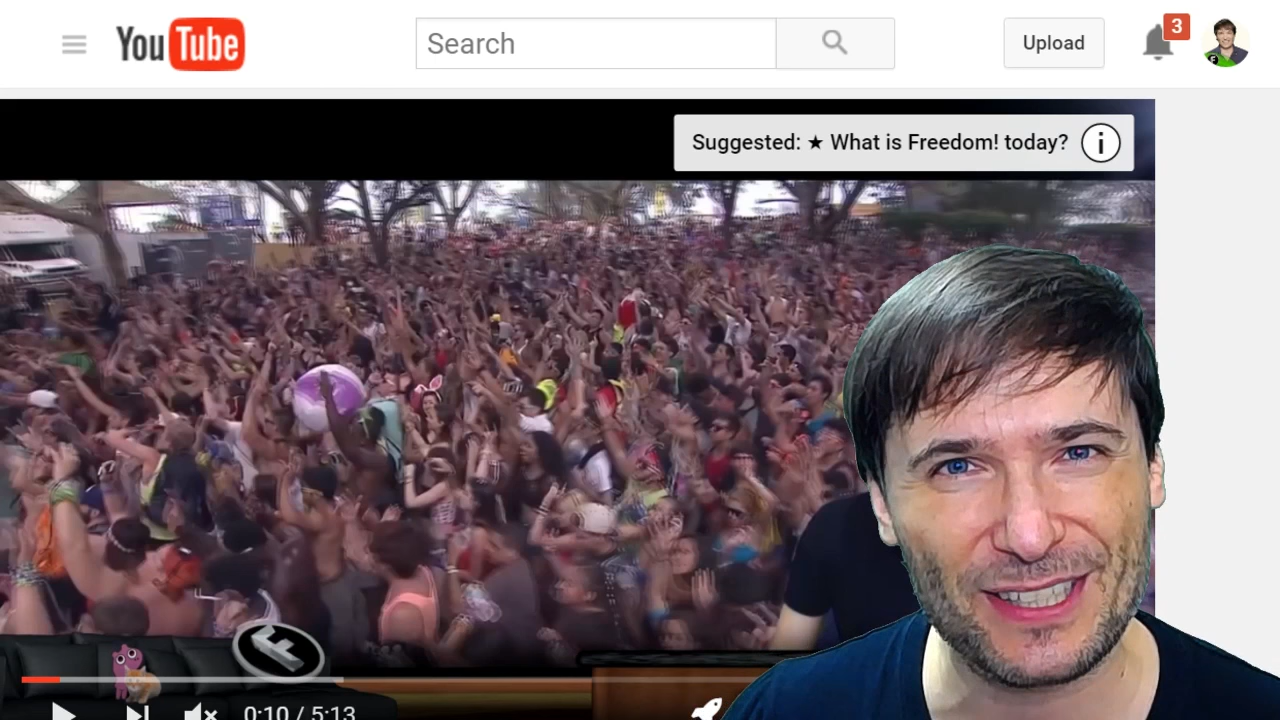 YouTube
Search
Upload
3
Suggested: ★ What is Freedom! today? i
F
0:10 / 5:13